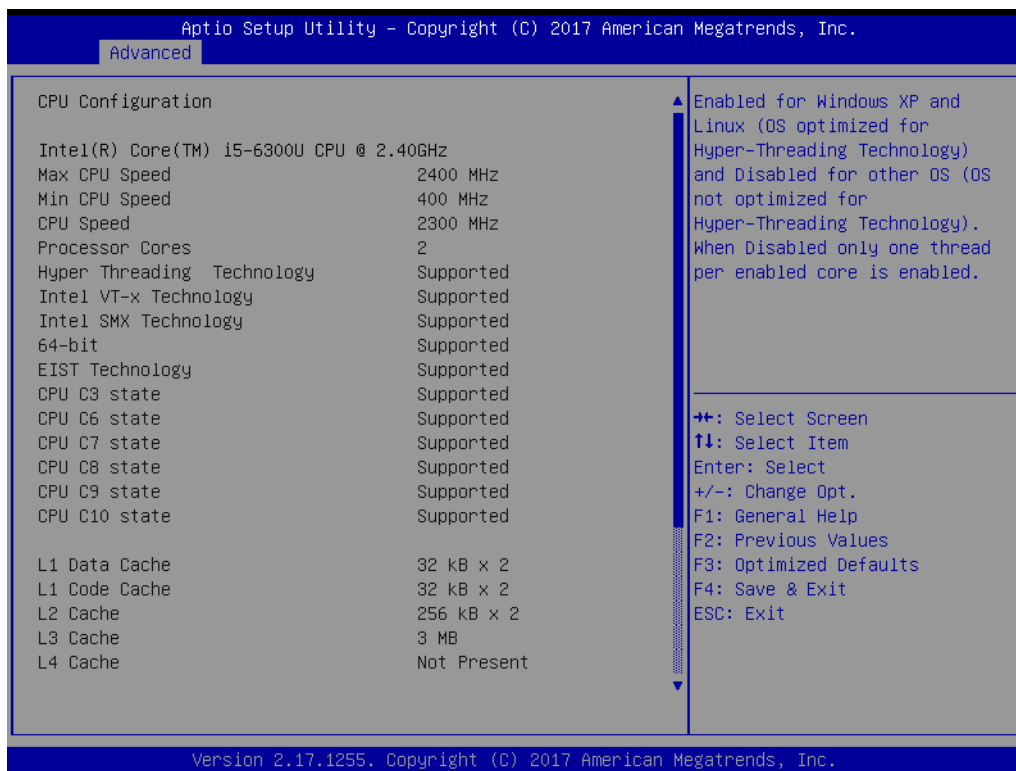 Aptio Setup Utility – Copyright (C) 2017 American Megatrends, Inc.
Advanced
CPU Configuration
Intel(R) Core(TM) i5-6300U CPU @ 2.40GHz
Max CPU Speed 2400 MHz
Min CPU Speed 400 MHz
CPU Speed 2300 MHz
Processor Cores 2
Hyper Threading Technology Supported
Intel VT-x Technology Supported
Intel SMX Technology Supported
64-bit Supported
EIST Technology Supported
CPU C3 state Supported
CPU C6 state Supported
CPU C7 state Supported
CPU C8 state Supported
CPU C9 state Supported
CPU C10 state Supported
L1 Data Cache 32 kB x 2
L1 Code Cache 32 kB x 2
L2 Cache 256 kB x 2
L3 Cache 3 MB
L4 Cache Not Present
Enabled for Windows XP and
Linux (OS optimized for
Hyper-Threading Technology)
and Disabled for other OS (OS
not optimized for
Hyper-Threading Technology).
When Disabled only one thread
per enabled core is enabled.
→←: Select Screen
↑↓: Select Item
Enter: Select
+/-: Change Opt.
F1: General Help
F2: Previous Values
F3: Optimized Defaults
F4: Save & Exit
ESC: Exit
Version 2.17.1255. Copyright (C) 2017 American Megatrends, Inc.